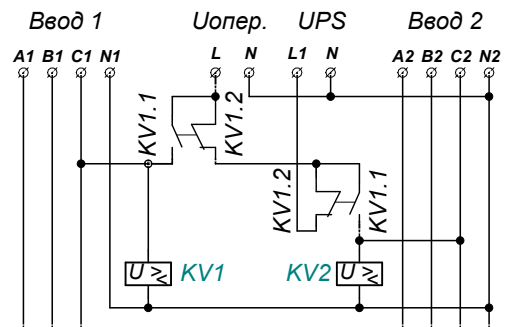 Ввод 1 Uопер. UPS Ввод 2
A1 B1 C1 N1 L N L1 N A2 B2 C2 N2
KV1.1 KV1.2
KV1.2 KV1.1
U ≷ KV1 KV2 U ≷